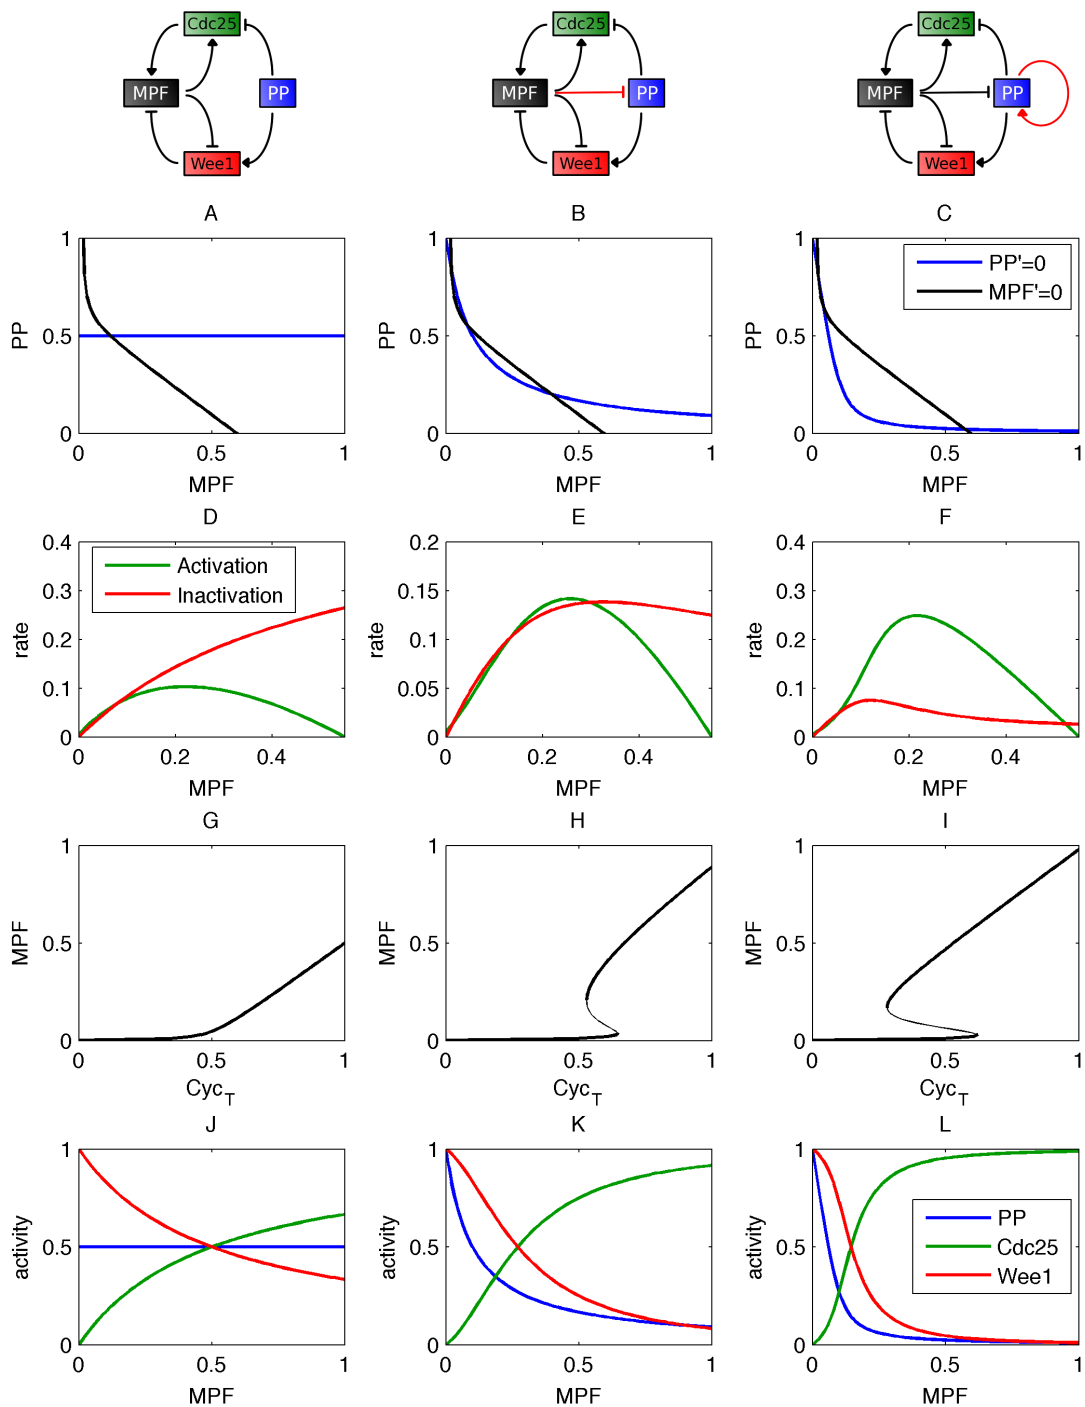 Cdc25 Cdc25 Cdc25
MPF PP MPF PP MPF PP
Wee1 Wee1 Wee1
A B C
1 1 1
PP'=0
MPF'=0
PP 0.5 PP 0.5 PP 0.5
0 0 0
0 0.5 1 0 0.5 1 0 0.5 1
MPF MPF MPF
D E F
0.4 0.2 0.4
Activation
Inactivation
0.3 0.15 0.3
rate 0.2 rate 0.1 rate 0.2
0.1 0.05 0.1
0 0 0
0 0.2 0.4 0 0.2 0.4 0 0.2 0.4
MPF MPF MPF
G H I
1 1 1
MPF 0.5 MPF 0.5 MPF 0.5
0 0 0
0 0.5 1 0 0.5 1 0 0.5 1
CycT CycT CycT
J K L
1 1 1
PP
Cdc25
Wee1
activity 0.5 activity 0.5 activity 0.5
0 0 0
0 0.5 1 0 0.5 1 0 0.5 1
MPF MPF MPF